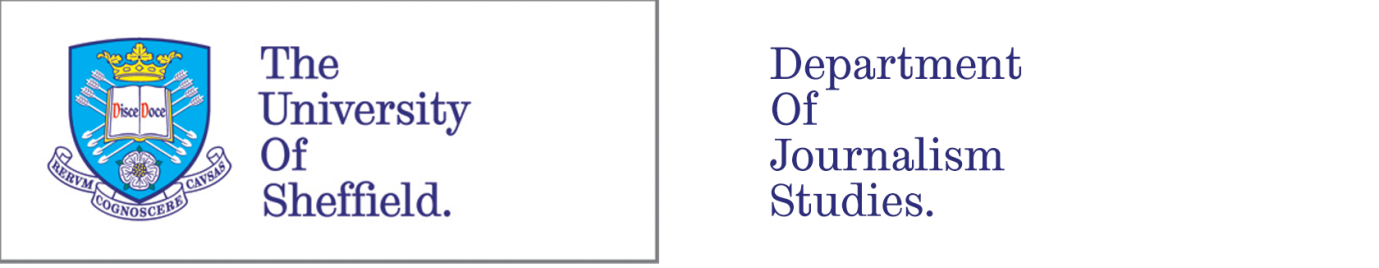 Disce Doce
RERVM COGNOSCERE CAVSAS
The
University
Of
Sheffield.
Department
Of
Journalism
Studies.